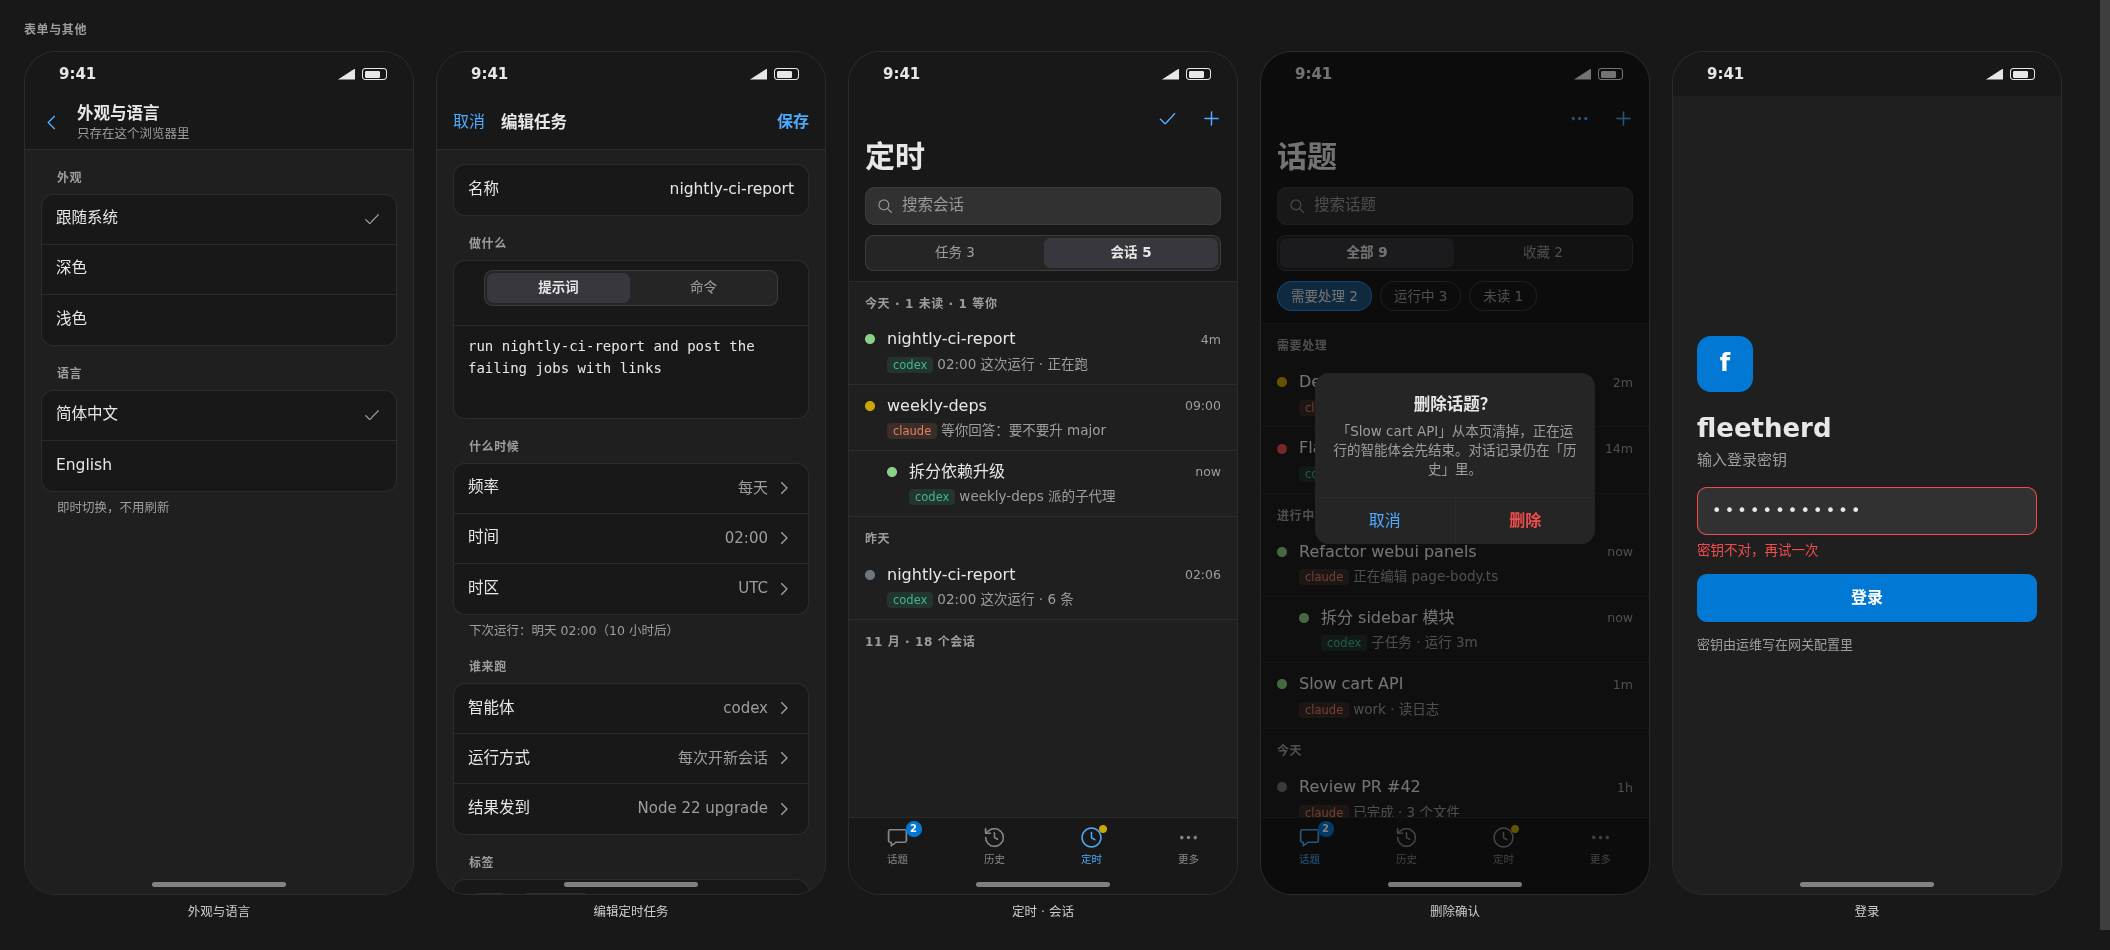 表单与其他
9:41
外观与语言
只存在这个浏览器里
外观
跟随系统
深色
浅色
语言
简体中文
English
即时切换，不用刷新
外观与语言
9:41
取消 编辑任务 保存
名称 nightly-ci-report
做什么
提示词 命令
run nightly-ci-report and post the
failing jobs with links
什么时候
频率 每天
时间 02:00
时区 UTC
下次运行：明天 02:00（10 小时后）
谁来跑
智能体 codex
运行方式 每次开新会话
结果发到 Node 22 upgrade
标签
编辑定时任务
9:41
定时
搜索会话
任务 3 会话 5
今天 · 1 未读 · 1 等你
nightly-ci-report 4m
codex 02:00 这次运行 · 正在跑
weekly-deps 09:00
claude 等你回答：要不要升 major
拆分依赖升级 now
codex weekly-deps 派的子代理
昨天
nightly-ci-report 02:06
codex 02:00 这次运行 · 6 条
11 月 · 18 个会话
2
话题 历史 定时 更多
定时 · 会话
9:41
话题
搜索话题
全部 9 收藏 2
需要处理 2 运行中 3 未读 1
需要处理
De 2m
cl
Fla 14m
co
进行中
删除话题？
「Slow cart API」从本页清掉，正在运
行的智能体会先结束。对话记录仍在「历
史」里。
取消 删除
Refactor webui panels now
claude 正在编辑 page-body.ts
拆分 sidebar 模块 now
codex 子任务 · 运行 3m
Slow cart API 1m
claude work · 读日志
今天
Review PR #42 1h
claude 已完成 · 3 个文件
2
话题 历史 定时 更多
删除确认
9:41
f
fleetherd
输入登录密钥
••••••••••••
密钥不对，再试一次
登录
密钥由运维写在网关配置里
登录